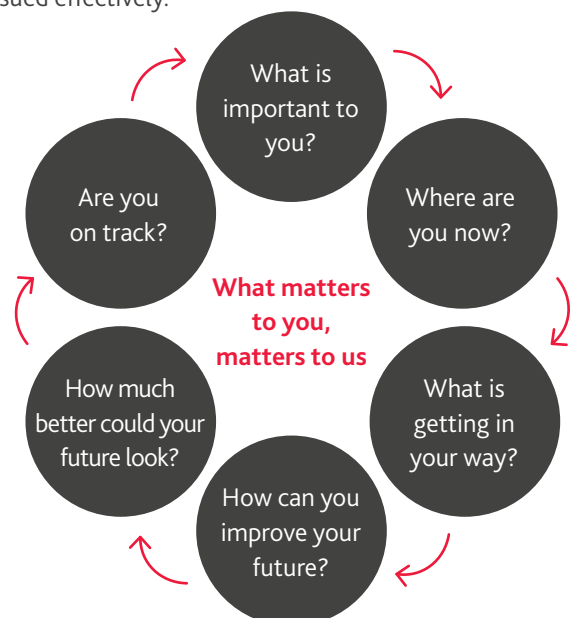 sued effectively.
What is
important to
you?
Where are
you now?
What is
getting in
your way?
How can you
improve your
future?
How much
better could your
future look?
Are you
on track?
What matters
to you,
matters to us